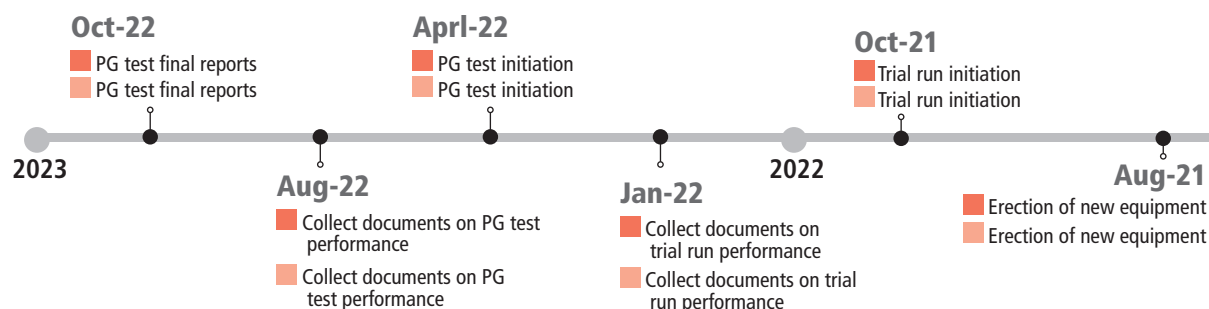 Oct-22
PG test final reports
PG test final reports
Aprl-22
PG test initiation
PG test initiation
Oct-21
Trial run initiation
Trial run initiation
2023
2022
Aug-22
Collect documents on PG test
performance
Collect documents on PG
test performance
Jan-22
Collect documents on
trial run performance
Collect documents on trial
run performance
Aug-21
Erection of new equipment
Erection of new equipment